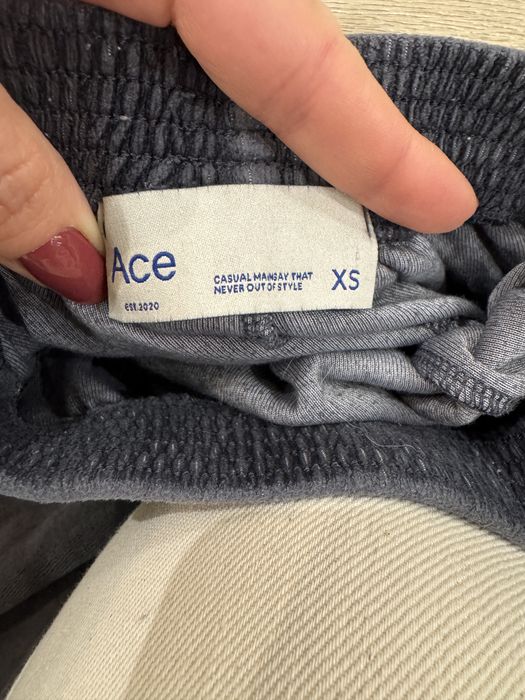 Ace
EST.2020
CASUAL MAINSAY THAT
NEVER OUT OF STYLE
XS